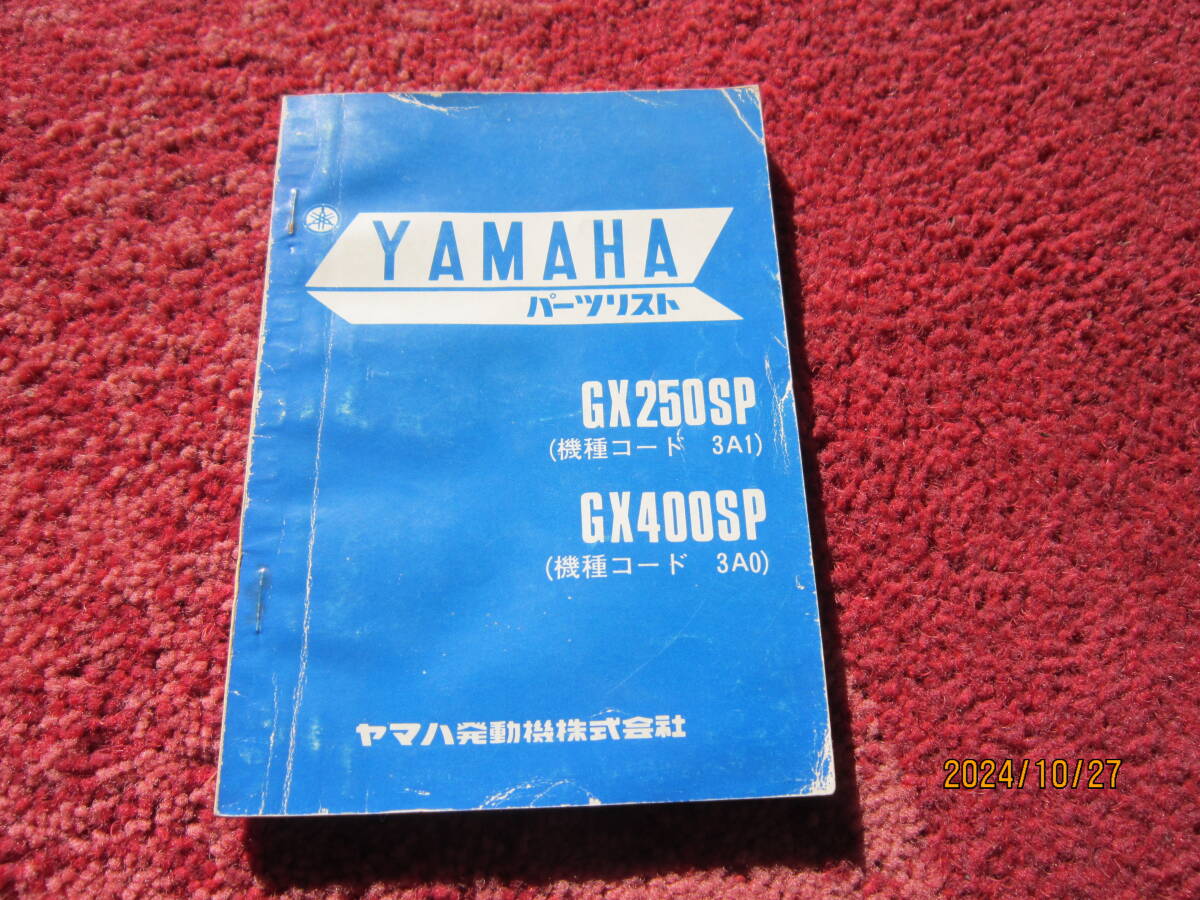 YAMAHA
パーツリスト
GX250SP
(機種コード 3A1)
GX400SP
(機種コード 3A0)
ヤマハ発動機株式会社
2024/10/27